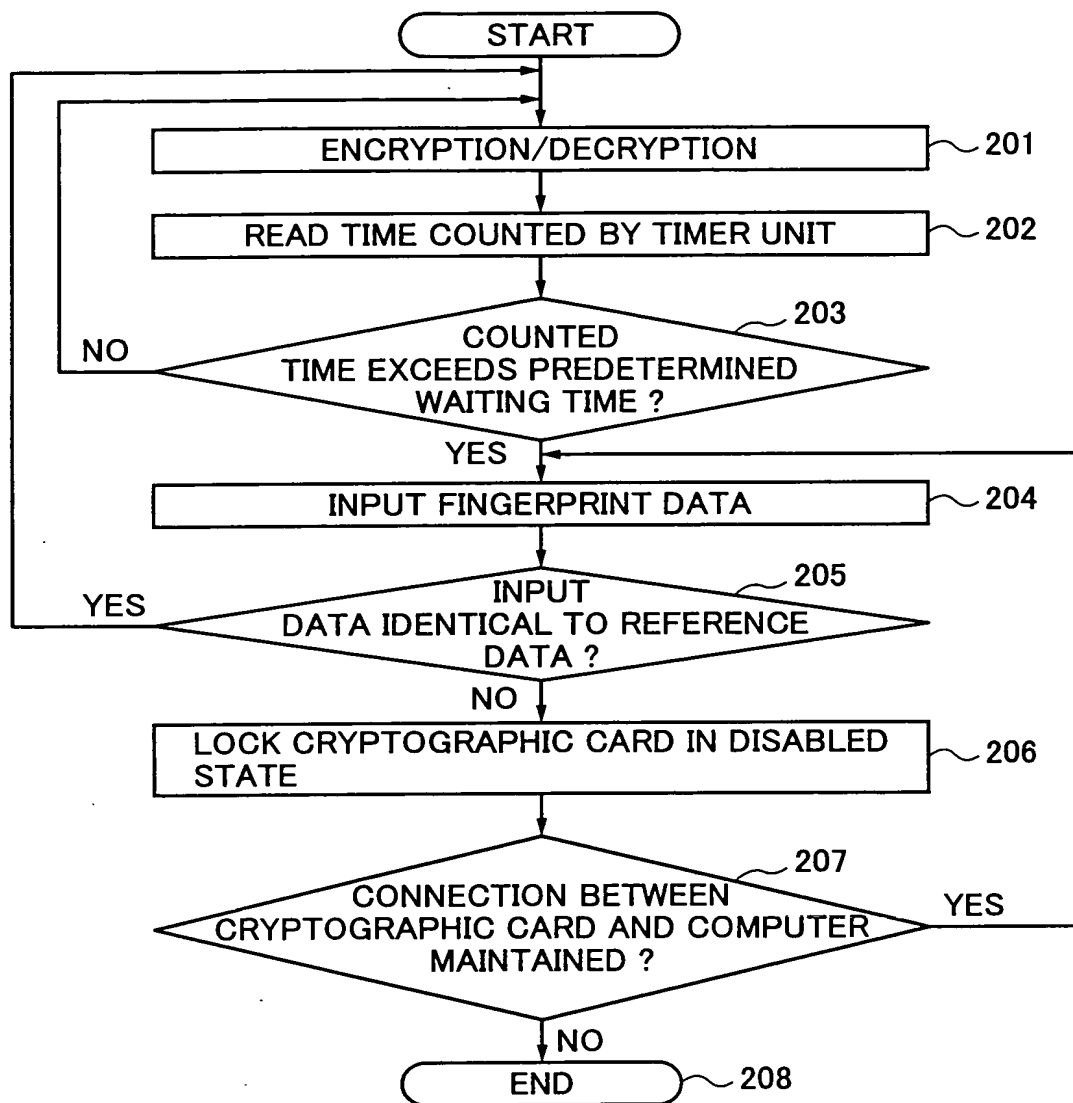 START
ENCRYPTION/DECRYPTION
201
READ TIME COUNTED BY TIMER UNIT
202
203
COUNTED
TIME EXCEEDS PREDETERMINED
WAITING TIME ?
NO
YES
INPUT FINGERPRINT DATA
204
205
INPUT
DATA IDENTICAL TO REFERENCE
DATA ?
YES
NO
LOCK CRYPTOGRAPHIC CARD IN DISABLED
STATE
206
207
CONNECTION BETWEEN
CRYPTOGRAPHIC CARD AND COMPUTER
MAINTAINED ?
YES
NO
END
208